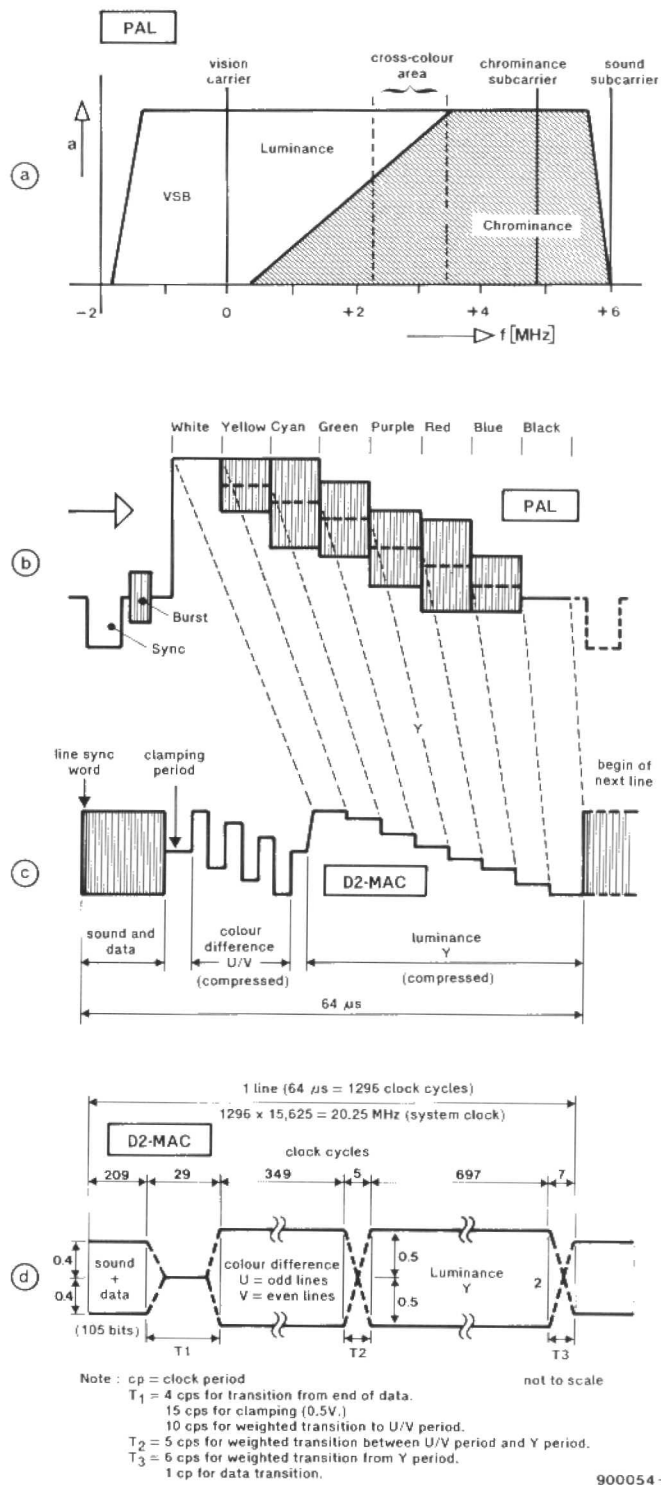 PAL
vision carrier
cross-colour area
chrominance subcarrier
sound subcarrier
a
a
Luminance
VSB
Chrominance
-2
0
+2
+4
+6
f [MHz]
White Yellow Cyan Green Purple Red Blue Black
PAL
b
Burst
Sync
Y
line sync word
clamping period
begin of next line
c
D2-MAC
sound and data
colour difference U/V
(compressed)
luminance Y
(compressed)
64 µs
1 line (64 µs = 1296 clock cycles)
1296 x 15,625 = 20.25 MHz (system clock)
D2-MAC
clock cycles
209 29 349 5 697 7
d
0.4
0.4
sound + data
(105 bits)
colour difference
U = odd lines
V = even lines
0.5
0.5
Luminance
Y
2
T1
T2
T3
Note : cp = clock period
not to scale
T1 = 4 cps for transition from end of data.
15 cps for clamping (0.5V.)
10 cps for weighted transition to U/V period.
T2 = 5 cps for weighted transition between U/V period and Y period.
T3 = 6 cps for weighted transition from Y period.
1 cp for data transition.
900054 -